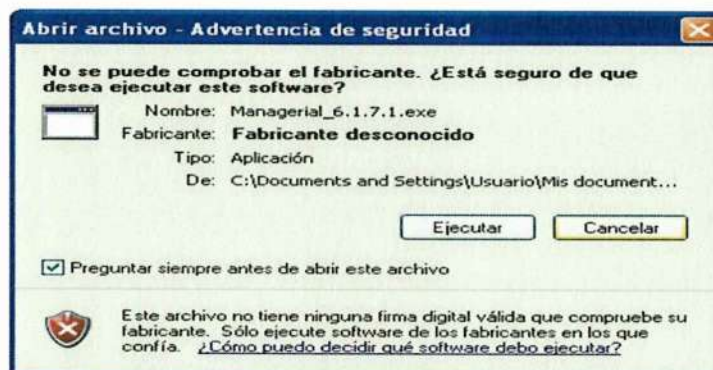 Abrir archivo - Advertencia de seguridad
No se puede comprobar el fabricante. ¿Está seguro de que
desea ejecutar este software?
Nombre: Managerial_6.1.7.1.exe
Fabricante: Fabricante desconocido
Tipo: Aplicación
De: C:\Documents and Settings\Usuario\Mis document...
Ejecutar Cancelar
Preguntar siempre antes de abrir este archivo
Este archivo no tiene ninguna firma digital válida que compruebe su
fabricante. Sólo ejecute software de los fabricantes en los que
confía. ¿Cómo puedo decidir qué software debo ejecutar?